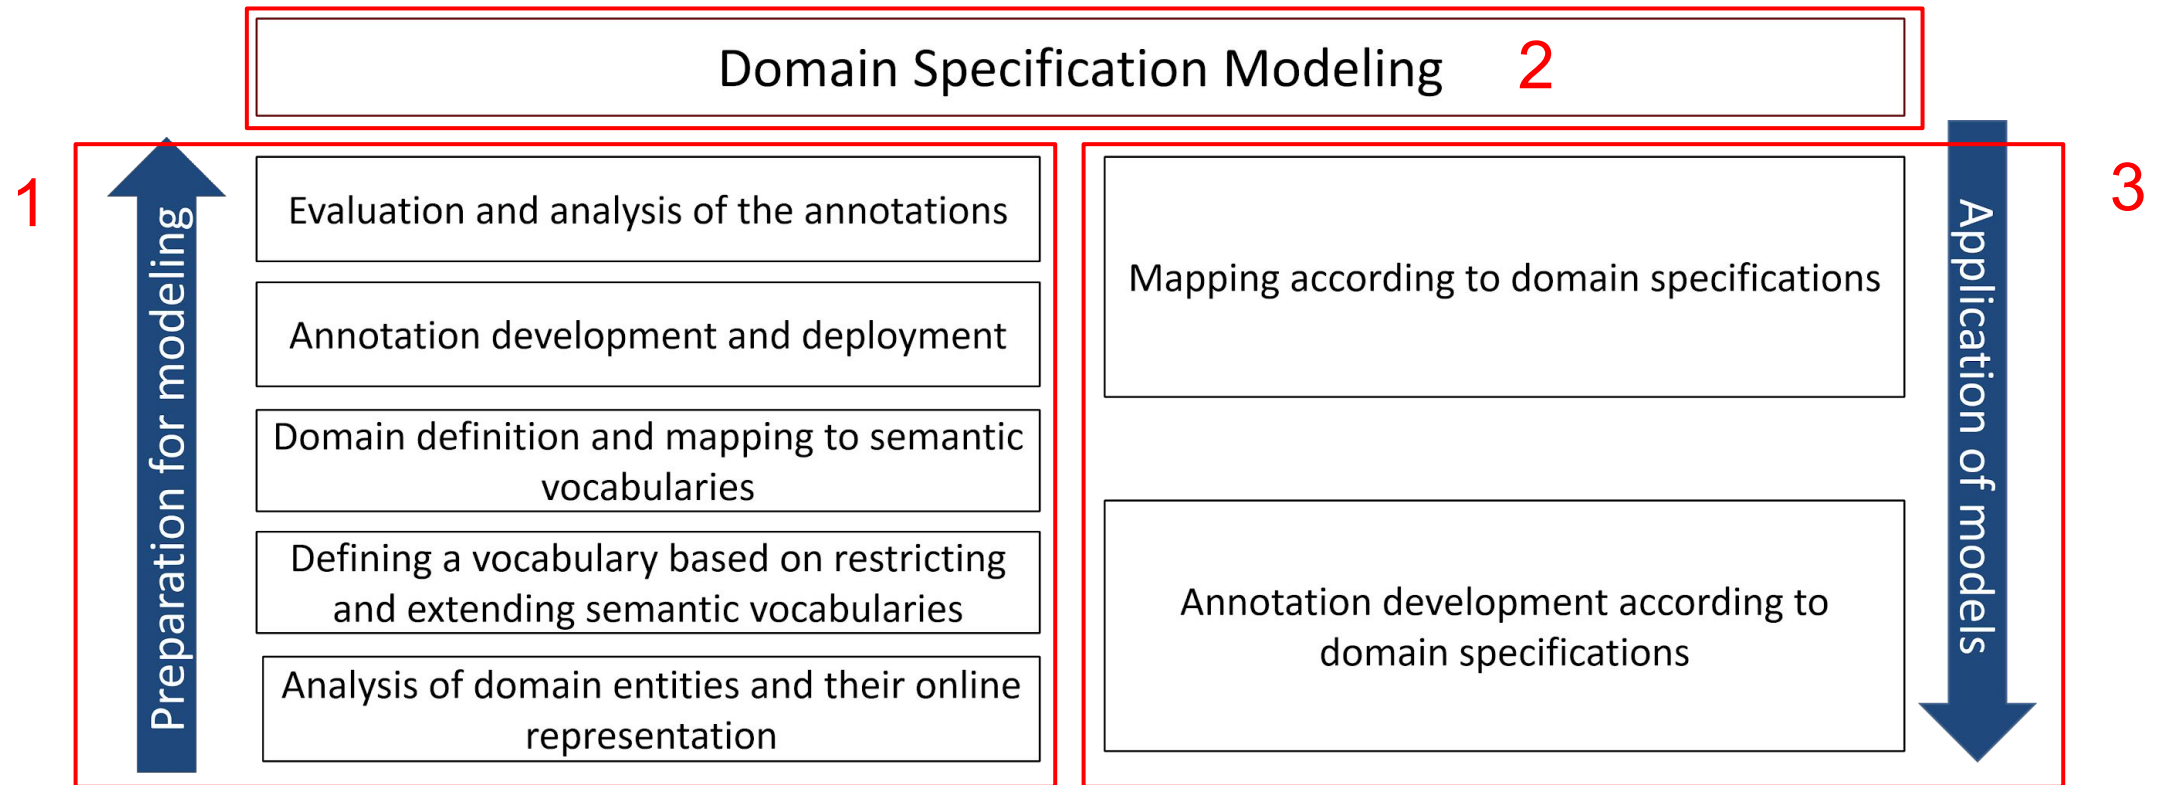 Domain Specification Modeling 2
1
Preparation for modeling
Evaluation and analysis of the annotations
Annotation development and deployment
Domain definition and mapping to semantic
vocabularies
Defining a vocabulary based on restricting
and extending semantic vocabularies
Analysis of domain entities and their online
representation
Mapping according to domain specifications
Annotation development according to
domain specifications
Application of models
3